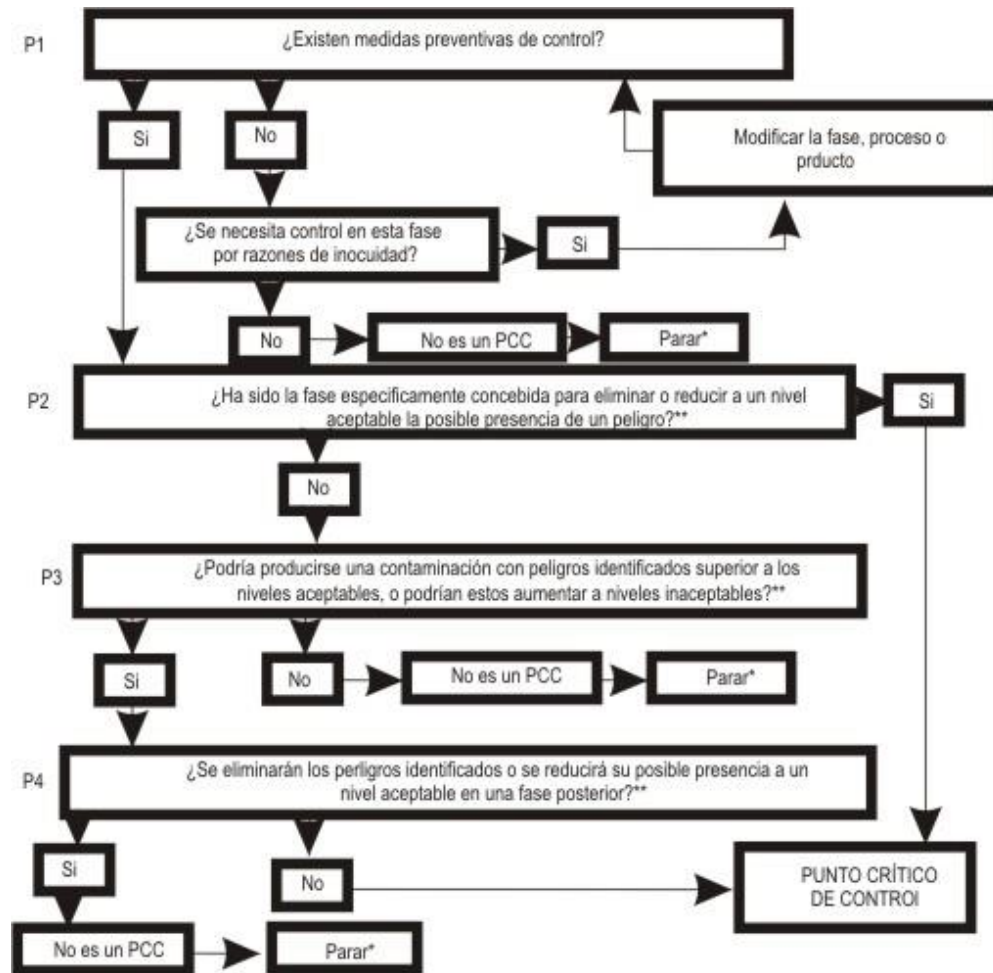 P1
¿Existen medidas preventivas de control?
Si
No
Modificar la fase, proceso o
prducto
¿Se necesita control en esta fase
por razones de inocuidad?
Si
No
No es un PCC
Parar*
P2
¿Ha sido la fase especificamente concebida para eliminar o reducir a un nivel
aceptable la posible presencia de un peligro?**
Si
No
P3
¿Podría producirse una contaminación con peligros identificados superior a los
niveles aceptables, o podrían estos aumentar a niveles inaceptables?**
Si
No
No es un PCC
Parar*
P4
¿Se eliminarán los perligros identificados o se reducirá su posible presencia a un
nivel aceptable en una fase posterior?**
Si
No
PUNTO CRÍTICO
DE CONTROI
No es un PCC
Parar*